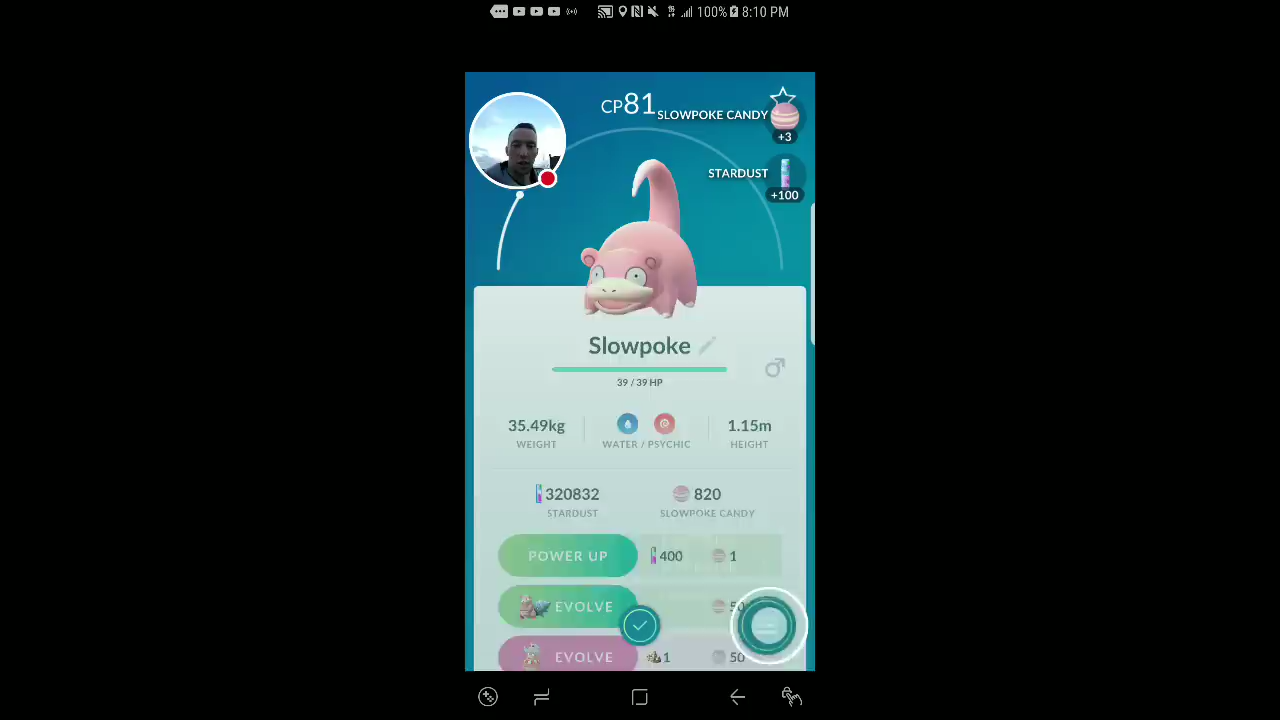 100% 8:10 PM
CP81
SLOWPOKE CANDY
+3
STARDUST
+100
Slowpoke
39 / 39 HP
35.49kg
WEIGHT
WATER / PSYCHIC
1.15m
HEIGHT
320832
STARDUST
820
SLOWPOKE CANDY
POWER UP 400 1
EVOLVE 50
EVOLVE 1 50